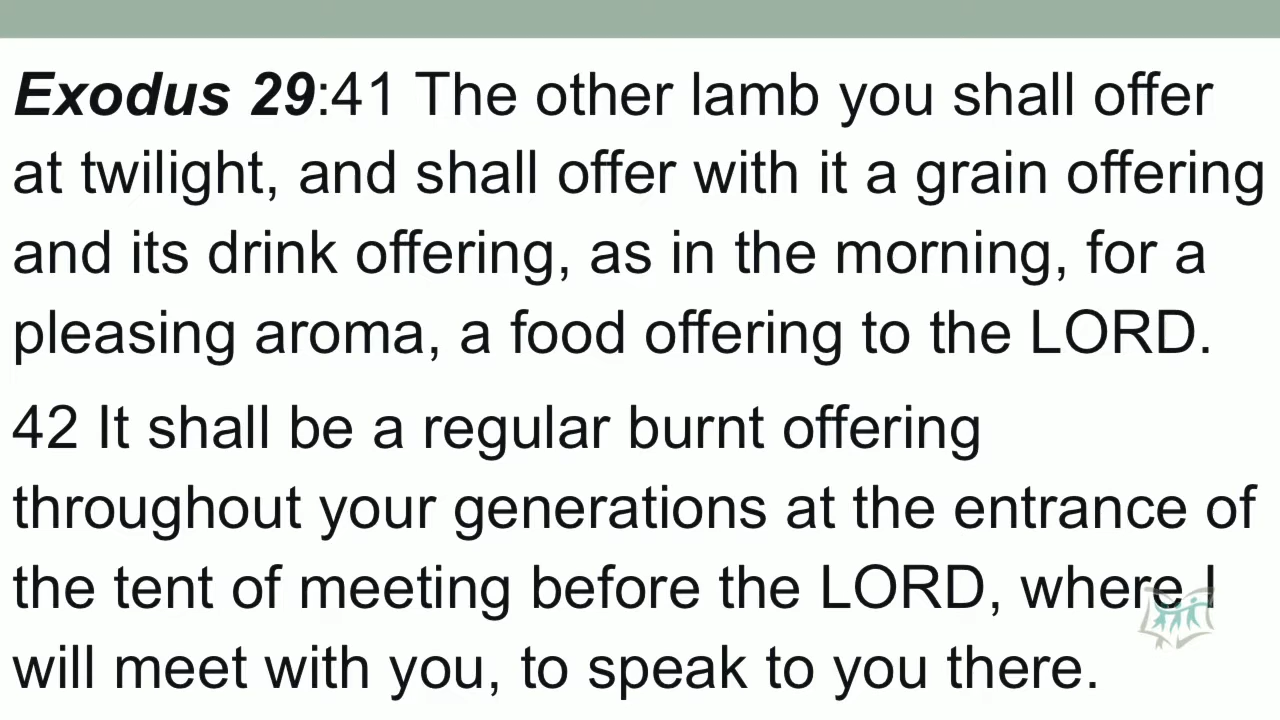 Exodus 29:41 The other lamb you shall offer
at twilight, and shall offer with it a grain offering
and its drink offering, as in the morning, for a
pleasing aroma, a food offering to the LORD.
42 It shall be a regular burnt offering
throughout your generations at the entrance of
the tent of meeting before the LORD, where I
will meet with you, to speak to you there.